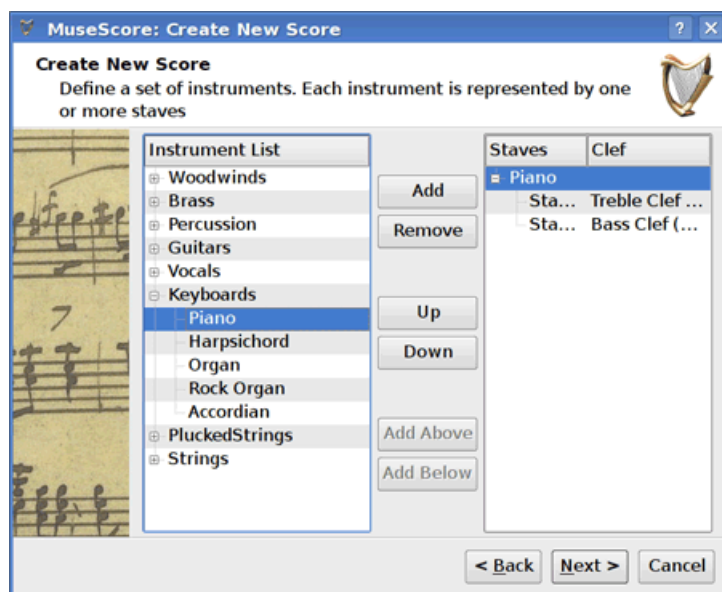 MuseScore: Create New Score
?
Create New Score
Define a set of instruments. Each instrument is represented by one
or more staves
Instrument List
Woodwinds
Brass
Percussion
Guitars
Vocals
Keyboards
Piano
Harpsichord
Organ
Rock Organ
Accordian
PluckedStrings
Strings
Add
Remove
Up
Down
Add Above
Add Below
Staves Clef
Piano
Sta... Treble Clef ...
Sta... Bass Clef (...
< Back Next > Cancel